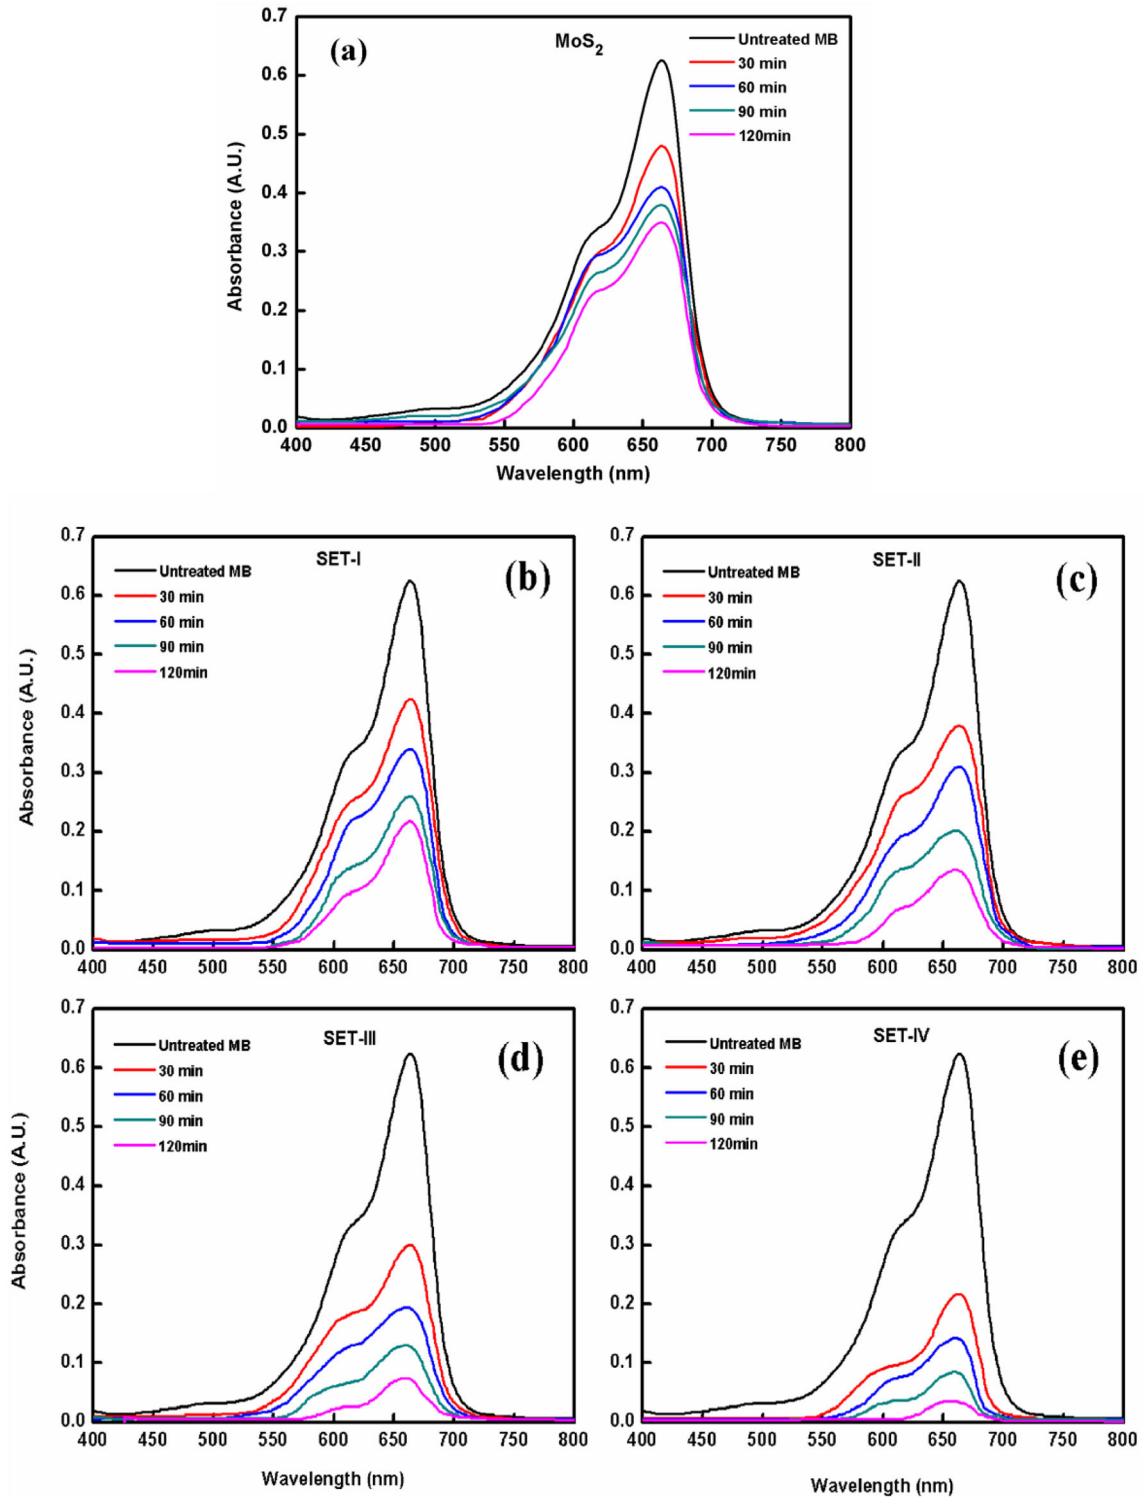 (a)
MoS2
Untreated MB
30 min
60 min
90 min
120min
0.7
0.6
0.5
0.4
0.3
0.2
0.1
0.0
Absorbance (A.U.)
400 450 500 550 600 650 700 750 800
Wavelength (nm)
(b)
SET-I
Untreated MB
30 min
60 min
90 min
120min
0.7
0.6
0.5
0.4
0.3
0.2
0.1
0.0
Absorbance (A.U.)
400 450 500 550 600 650 700 750 800
(c)
SET-II
Untreated MB
30 min
60 min
90 min
120min
0.7
0.6
0.5
0.4
0.3
0.2
0.1
0.0
400 450 500 550 600 650 700 750 800
(d)
SET-III
Untreated MB
30 min
60 min
90 min
120min
0.7
0.6
0.5
0.4
0.3
0.2
0.1
0.0
Absorbance (A.U.)
400 450 500 550 600 650 700 750 800
Wavelength (nm)
(e)
SET-IV
Untreated MB
30 min
60 min
90 min
120min
0.7
0.6
0.5
0.4
0.3
0.2
0.1
0.0
400 450 500 550 600 650 700 750 800
Wavelength (nm)